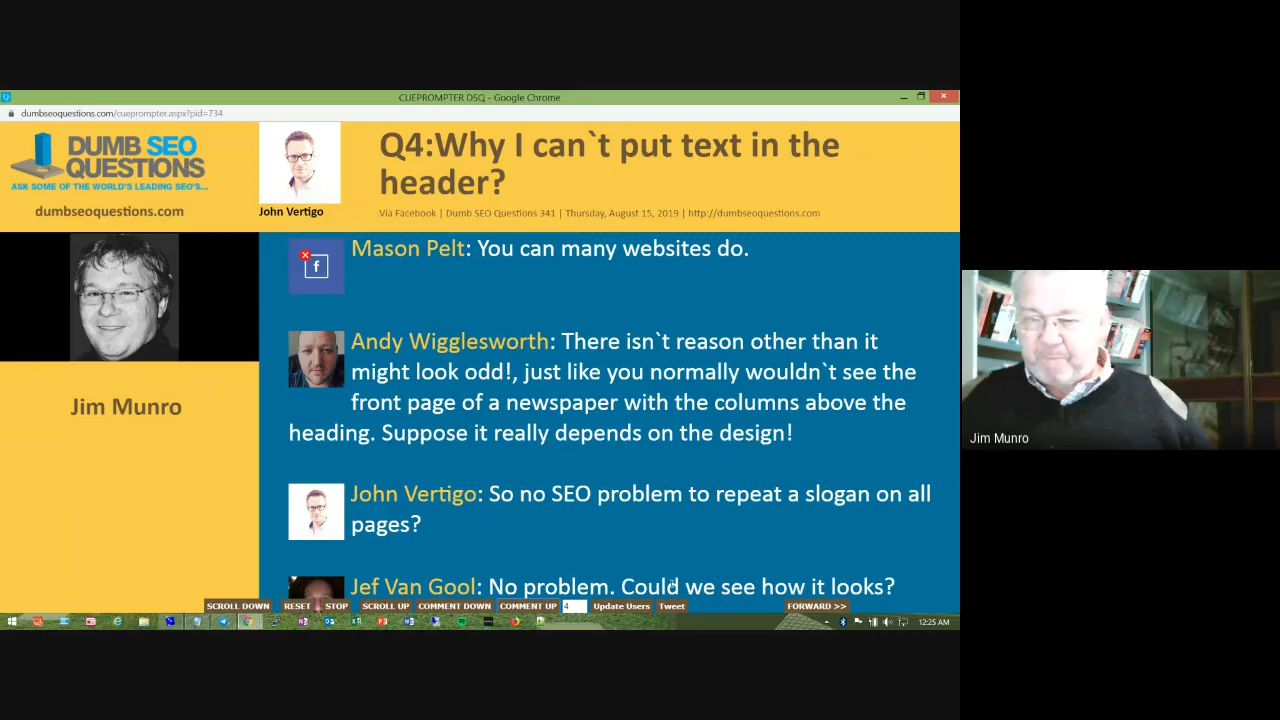 CUEPROMPTER DSQ - Google Chrome
dumbseoquestions.com/cueprompter.aspx?pid=734
DUMB SEO
QUESTIONS
ASK SOME OF THE WORLD'S LEADING SEO'S...
dumbseoquestions.com
John Vertigo
Q4:Why I can`t put text in the
header?
Via Facebook | Dumb SEO Questions 341 | Thursday, August 15, 2019 | http://dumbseoquestions.com
Jim Munro
Mason Pelt: You can many websites do.
Andy Wigglesworth: There isn`t reason other than it
might look odd!, just like you normally wouldn`t see the
front page of a newspaper with the columns above the
heading. Suppose it really depends on the design!
John Vertigo: So no SEO problem to repeat a slogan on all
pages?
Jef Van Gool: No problem. Could we see how it looks?
SCROLL DOWN RESET STOP SCROLL UP COMMENT DOWN COMMENT UP 4 Update Users Tweet FORWARD >>
12:25 AM
Jim Munro